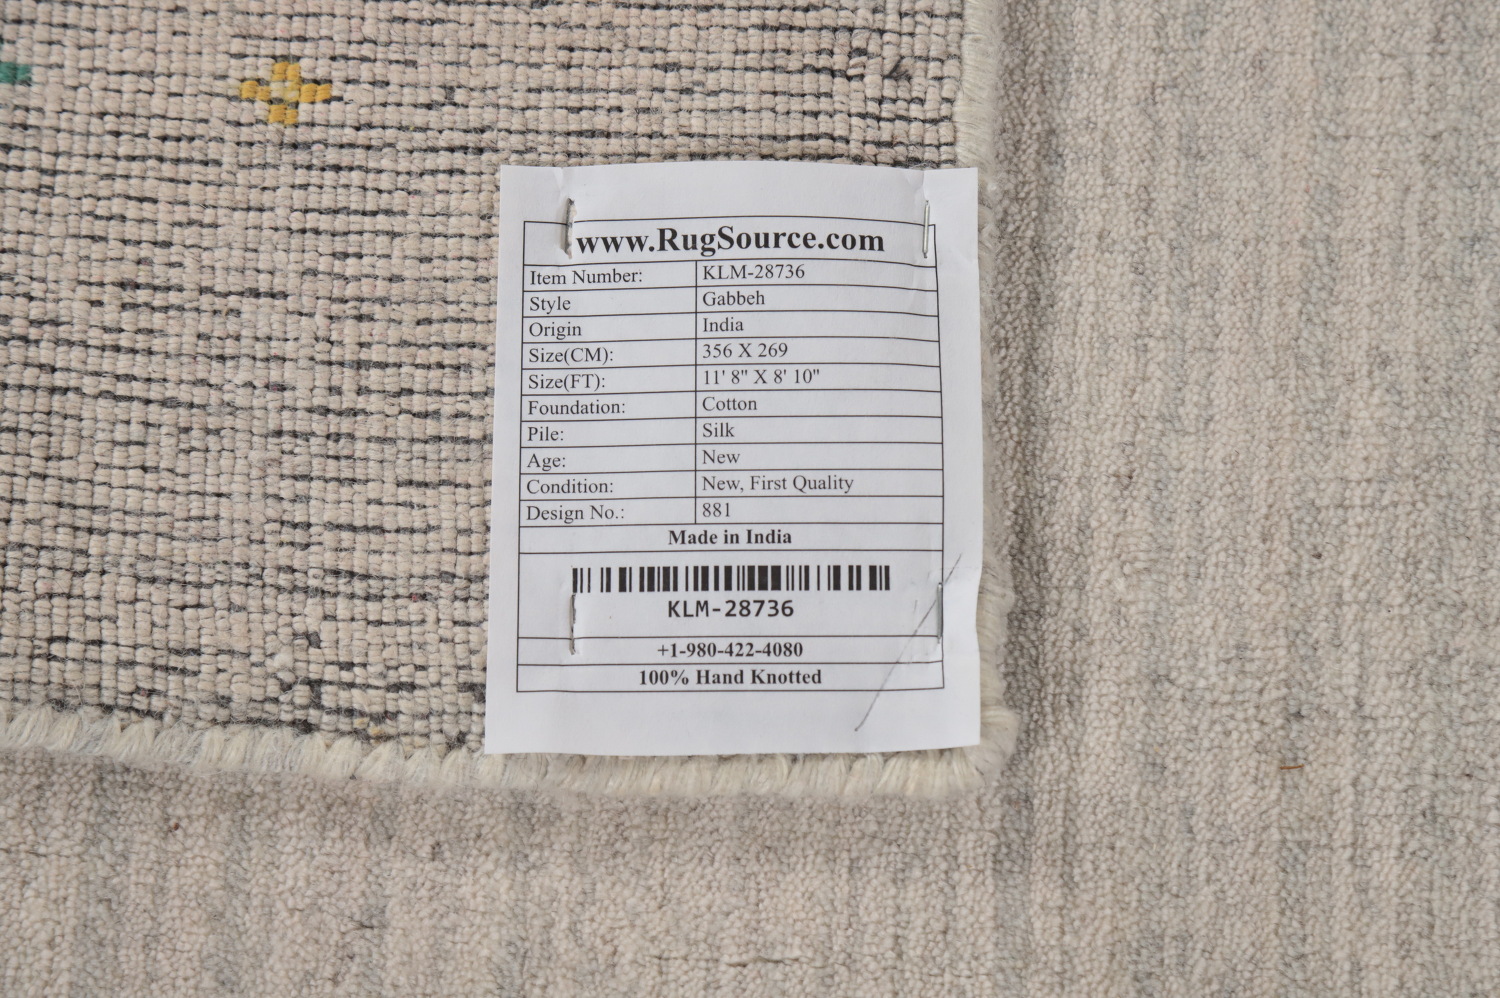 www.RugSource.com
Item Number: KLM-28736
Style Gabbeh
Origin India
Size(CM): 356 X 269
Size(FT): 11' 8" X 8' 10"
Foundation: Cotton
Pile: Silk
Age: New
Condition: New, First Quality
Design No.: 881
Made in India
KLM-28736
+1-980-422-4080
100% Hand Knotted